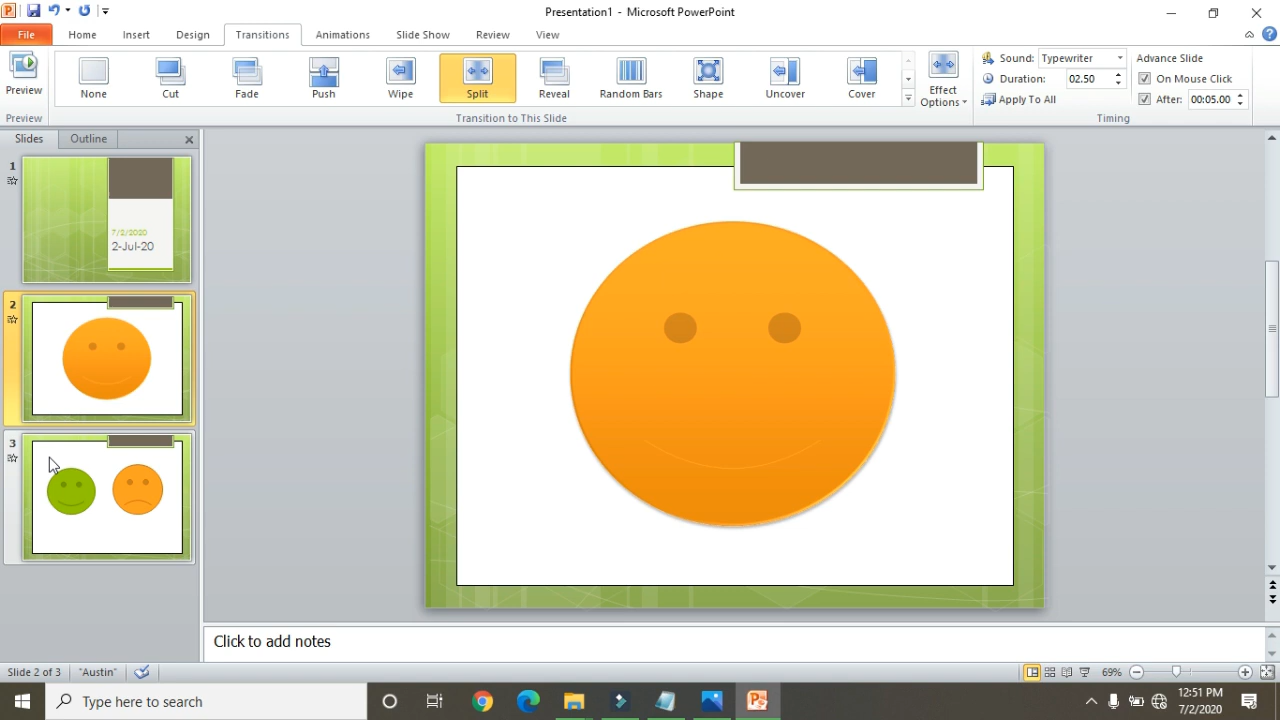 Presentation1 - Microsoft PowerPoint
File Home Insert Design Transitions Animations Slide Show Review View
Preview
None Cut Fade Push Wipe Split Reveal Random Bars Shape Uncover Cover
Effect Options
Sound: Typewriter
Duration: 02.50
Apply To All
Advance Slide
On Mouse Click
After: 00:05.00
Preview Transition to This Slide Timing
Slides Outline
1
7/2/2020
2-Jul-20
2
3
Click to add notes
Slide 2 of 3 "Austin" 69%
Type here to search
12:51 PM
7/2/2020